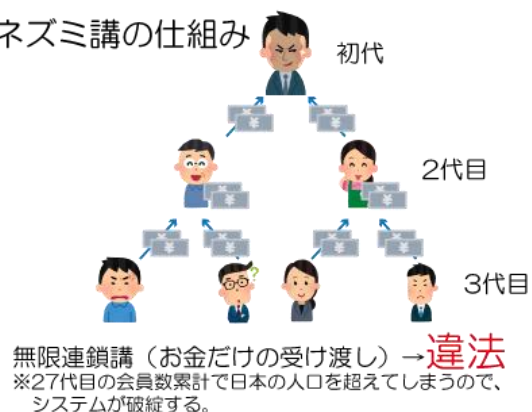 ネズミ講の仕組み
初代
¥ ¥
2代目
¥ ¥
¥ ¥ ¥ ¥
?
3代目
無限連鎖講（お金だけの受け渡し）→違法
※27代目の会員数累計で日本の人口を超えてしまうので、
システムが破綻する。